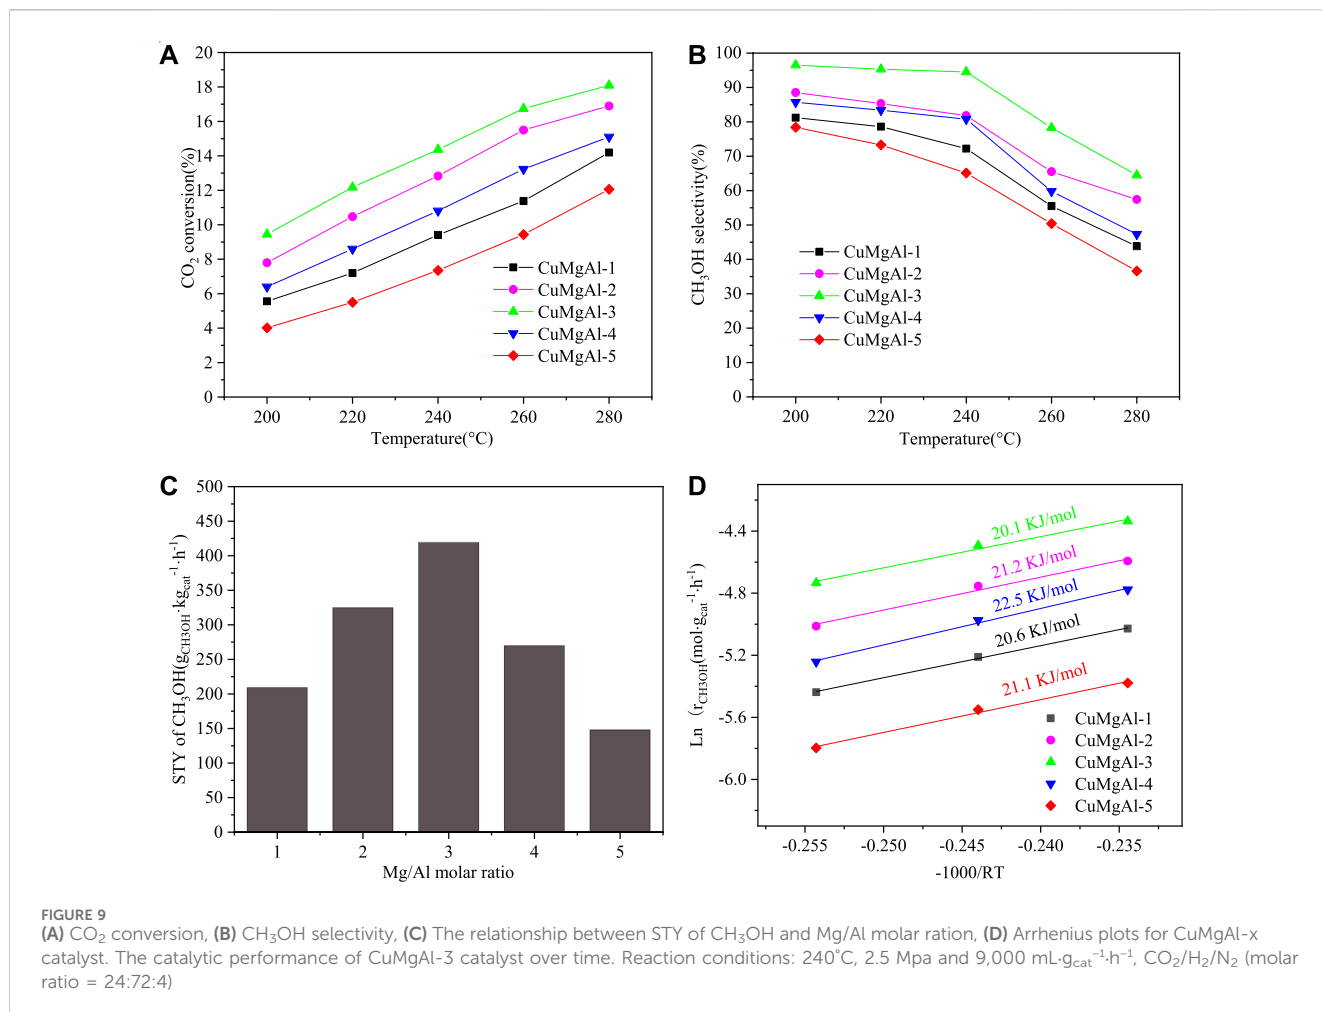 A
20
18
16
14
12
10
8
6
4
2
0
CO2 conversion(%)
CuMgAl-1
CuMgAl-2
CuMgAl-3
CuMgAl-4
CuMgAl-5
200 220 240 260 280
Temperature(°C)
B
100
90
80
70
60
50
40
30
20
10
0
CH3OH selectivity(%)
CuMgAl-1
CuMgAl-2
CuMgAl-3
CuMgAl-4
CuMgAl-5
200 220 240 260 280
Temperature(°C)
C
500
450
400
350
300
250
200
150
100
50
0
STY of CH3OH(gCH3OH·kgcat-1·h-1)
1 2 3 4 5
Mg/Al molar ratio
D
-4.4
-4.8
-5.2
-5.6
-6.0
Ln (rCH3OH(mol·gcat-1·h-1)
20.1 KJ/mol
21.2 KJ/mol
22.5 KJ/mol
20.6 KJ/mol
21.1 KJ/mol
CuMgAl-1
CuMgAl-2
CuMgAl-3
CuMgAl-4
CuMgAl-5
-0.255 -0.250 -0.245 -0.240 -0.235
-1000/RT
FIGURE 9
(A) CO2 conversion, (B) CH3OH selectivity, (C) The relationship between STY of CH3OH and Mg/Al molar ration, (D) Arrhenius plots for CuMgAl-x
catalyst. The catalytic performance of CuMgAl-3 catalyst over time. Reaction conditions: 240°C, 2.5 Mpa and 9,000 mL·gcat−1·h−1, CO2/H2/N2 (molar
ratio = 24:72:4)